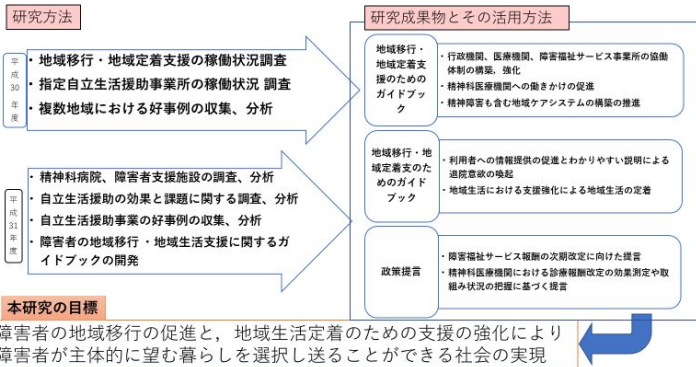 研究方法
平成30年度
・地域移行・地域定着支援の稼働状況調査
・指定自立生活援助事業所の稼働状況 調査
・複数地域における好事例の収集、分析
平成31年度
・精神科病院、障害者支援施設の調査、分析
・自立生活援助の効果と課題に関する調査、分析
・自立生活援助事業の好事例の収集、分析
・障害者の地域移行 ・地域生活支援に関するガ
イドブックの開発
研究成果物とその活用方法
地域移行・
地域定着支
援のための
ガイドブッ
ク
・行政機関、医療機関、障害福祉サービス事業所の協働
体制の構築、強化
・精神科医療機関への働きかけの促進
・精神障害も含む地域ケアシステムの構築の推進
地域移行・地
域定着支のた
めのガイド
ブック
・利用者への情報提供の促進とわかりやすい説明による
退院意欲の喚起
・地域生活における支援強化による地域生活の定着
政策提言
・障害福祉サービス報酬の次期改定に向けた提言
・精神科医療機関における診療報酬改定の効果測定や取
組み状況の把握に基づく提言
本研究の目標
障害者の地域移行の促進と，地域生活定着のための支援の強化により
障害者が主体的に望む暮らしを選択し送ることができる社会の実現